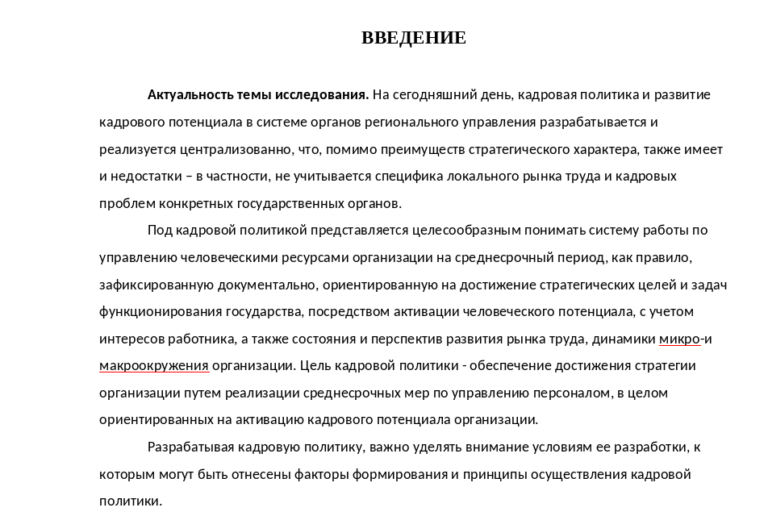 ВВЕДЕНИЕ
Актуальность темы исследования. На сегодняшний день, кадровая политика и развитие
кадрового потенциала в системе органов регионального управления разрабатывается и
реализуется централизованно, что, помимо преимуществ стратегического характера, также имеет
и недостатки – в частности, не учитывается специфика локального рынка труда и кадровых
проблем конкретных государственных органов.
Под кадровой политикой представляется целесообразным понимать систему работы по
управлению человеческими ресурсами организации на среднесрочный период, как правило,
зафиксированную документально, ориентированную на достижение стратегических целей и задач
функционирования государства, посредством активации человеческого потенциала, с учетом
интересов работника, а также состояния и перспектив развития рынка труда, динамики микро-и
макроокружения организации. Цель кадровой политики - обеспечение достижения стратегии
организации путем реализации среднесрочных мер по управлению персоналом, в целом
ориентированных на активацию кадрового потенциала организации.
Разрабатывая кадровую политику, важно уделять внимание условиям ее разработки, к
которым могут быть отнесены факторы формирования и принципы осуществления кадровой
политики.